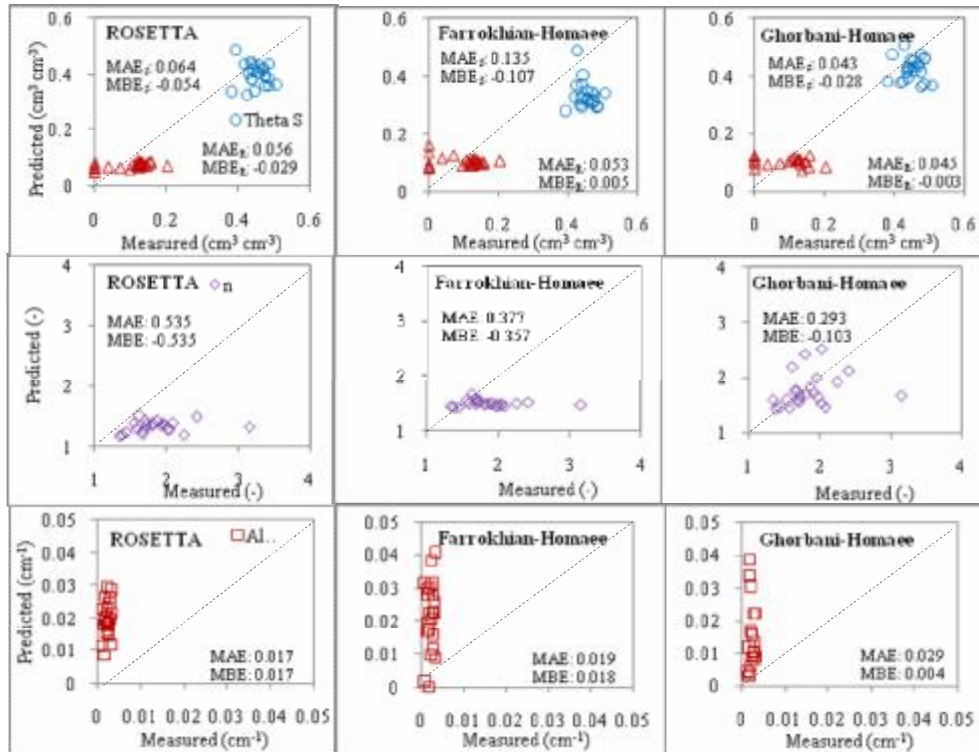 ROSETTA
MAEs: 0.064
MBEs: -0.054
Theta S
MAER: 0.056
MBER: -0.029
Predicted (cm³ cm⁻³)
0.6
0.4
0.2
0
0
0.2
0.4
0.6
Measured (cm³ cm⁻³)
Farrokhian-Homaee
MAEs: 0.135
MBEs: -0.107
MAER: 0.053
MBER: 0.005
0.6
0.4
0.2
0
0
0.2
0.4
0.6
Measured (cm³ cm⁻³)
Ghorbani-Homaee
MAEs: 0.043
MBEs: -0.028
MAER: 0.045
MBER: -0.003
0.6
0.4
0.2
0
0
0.2
0.4
0.6
Measured (cm³ cm⁻³)
ROSETTA
n
MAE: 0.535
MBE: -0.535
Predicted (-)
4
3
2
1
1
2
3
4
Measured (-)
Farrokhian-Homaee
MAE: 0.377
MBE: -0.357
4
3
2
1
1
2
3
4
Measured (-)
Ghorbani-Homaee
MAE: 0.293
MBE: -0.103
4
3
2
1
1
2
3
4
Measured (-)
ROSETTA
Al..
MAE: 0.017
MBE: 0.017
Predicted (cm⁻¹)
0.05
0.04
0.03
0.02
0.01
0
0
0.01
0.02
0.03
0.04
0.05
Measured (cm⁻¹)
Farrokhian-Homaee
MAE: 0.019
MBE: 0.018
0.05
0.04
0.03
0.02
0.01
0
0
0.01
0.02
0.03
0.04
0.05
Measured (cm⁻¹)
Ghorbani-Homaee
MAE: 0.029
MBE: 0.004
0.05
0.04
0.03
0.02
0.01
0
0
0.01
0.02
0.03
0.04
0.05
Measured (cm⁻¹)